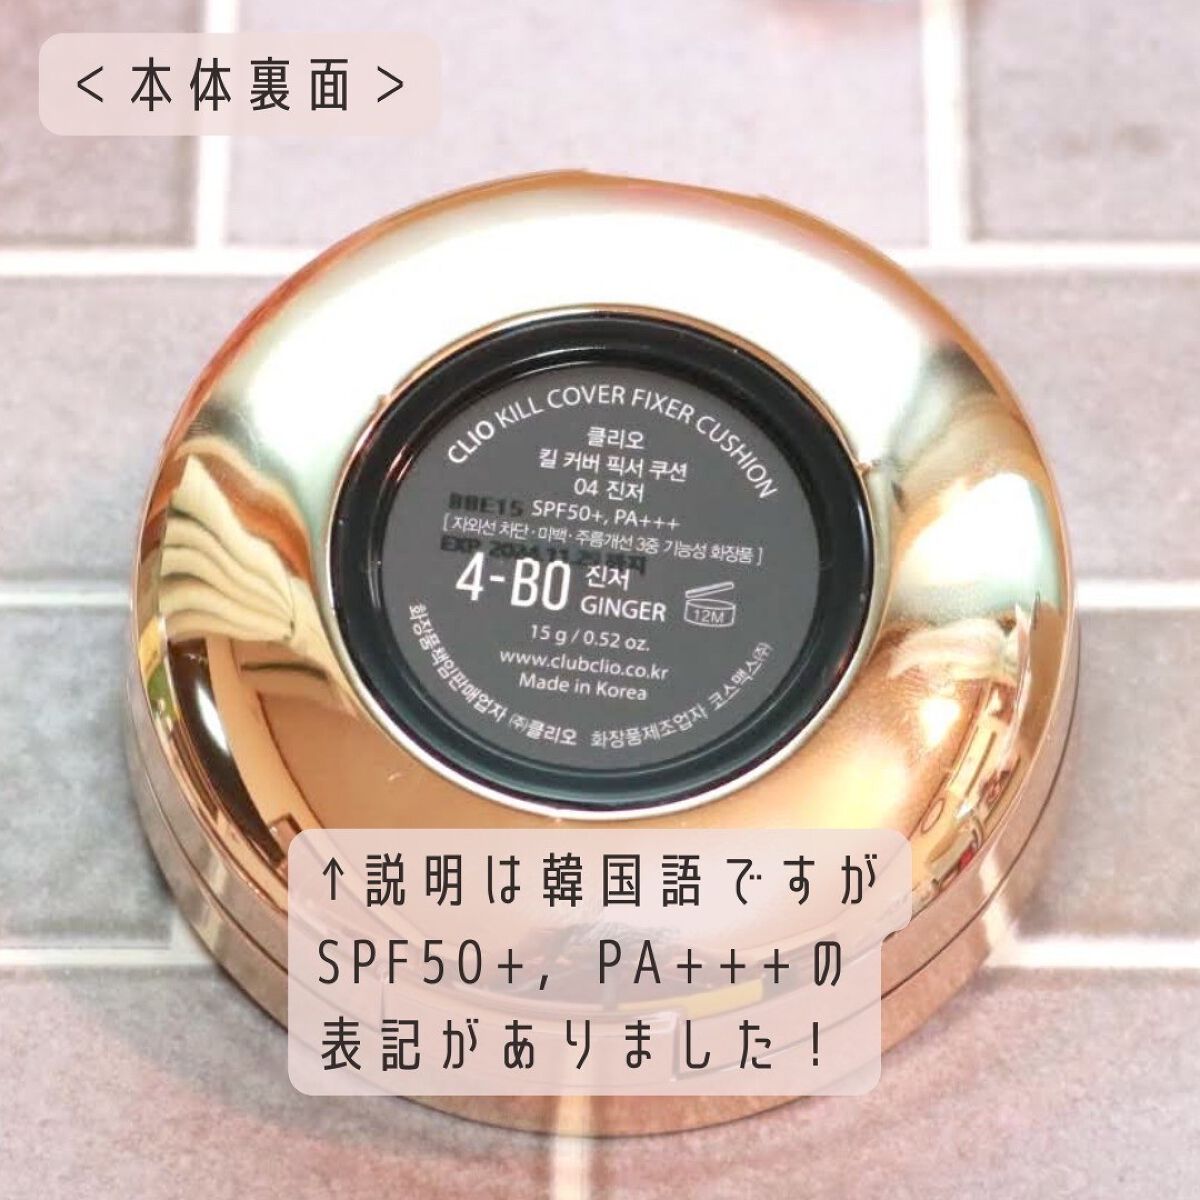 ＜本体裏面＞
CLIO KILL COVER FIXER CUSHION
클리오
킬 커버 픽서 쿠션
04 진저
SPF50+, PA+++
[ 자외선 차단·미백·주름개선 3중 기능성 화장품 ]
4-BO 진저
GINGER
12M
15 g / 0.52 oz.
www.clubclio.co.kr
Made in Korea
화장품책임판매업자 ㈜클리오 화장품제조업자 코스맥스㈜
↑説明は韓国語ですが
SPF50+, PA+++の
表記がありました！